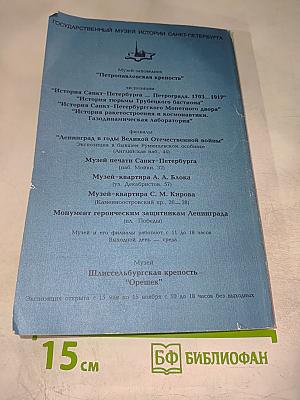 ГОСУДАРСТВЕННЫЙ МУЗЕЙ ИСТОРИИ САНКТ-ПЕТЕРБУРГА
Музей-заповедник
"Петропавловская крепость"
экспозиции
"История Санкт-Петербурга – Петрограда. 1703–1917"
"История тюрьмы Трубецкого бастиона"
"История Санкт-Петербургского Монетного двора"
"История ракетостроения и космонавтики.
Газодинамическая лаборатория"
филиалы
"Ленинград в годы Великой Отечественной войны"
Экспозиция в бывшем Румянцевском особняке
(Английская наб., 44)
Музей печати Санкт-Петербурга
(наб. Мойки, 32)
Музей-квартира А. А. Блока
(ул. Декабристов, 57)
Музей-квартира С. М. Кирова
(Каменноостровский пр., 26–28)
Монумент героическим защитникам Ленинграда
(пл. Победы)
Музей и его филиалы работают с 11 до 18 часов
Выходной день – среда
Музей
Шлиссельбургская крепость –
"Орешек"
Экспозиция открыта с 15 мая по 15 ноября с 10 до 18 часов без выходных
15 см
БФ БИБЛИОФАН